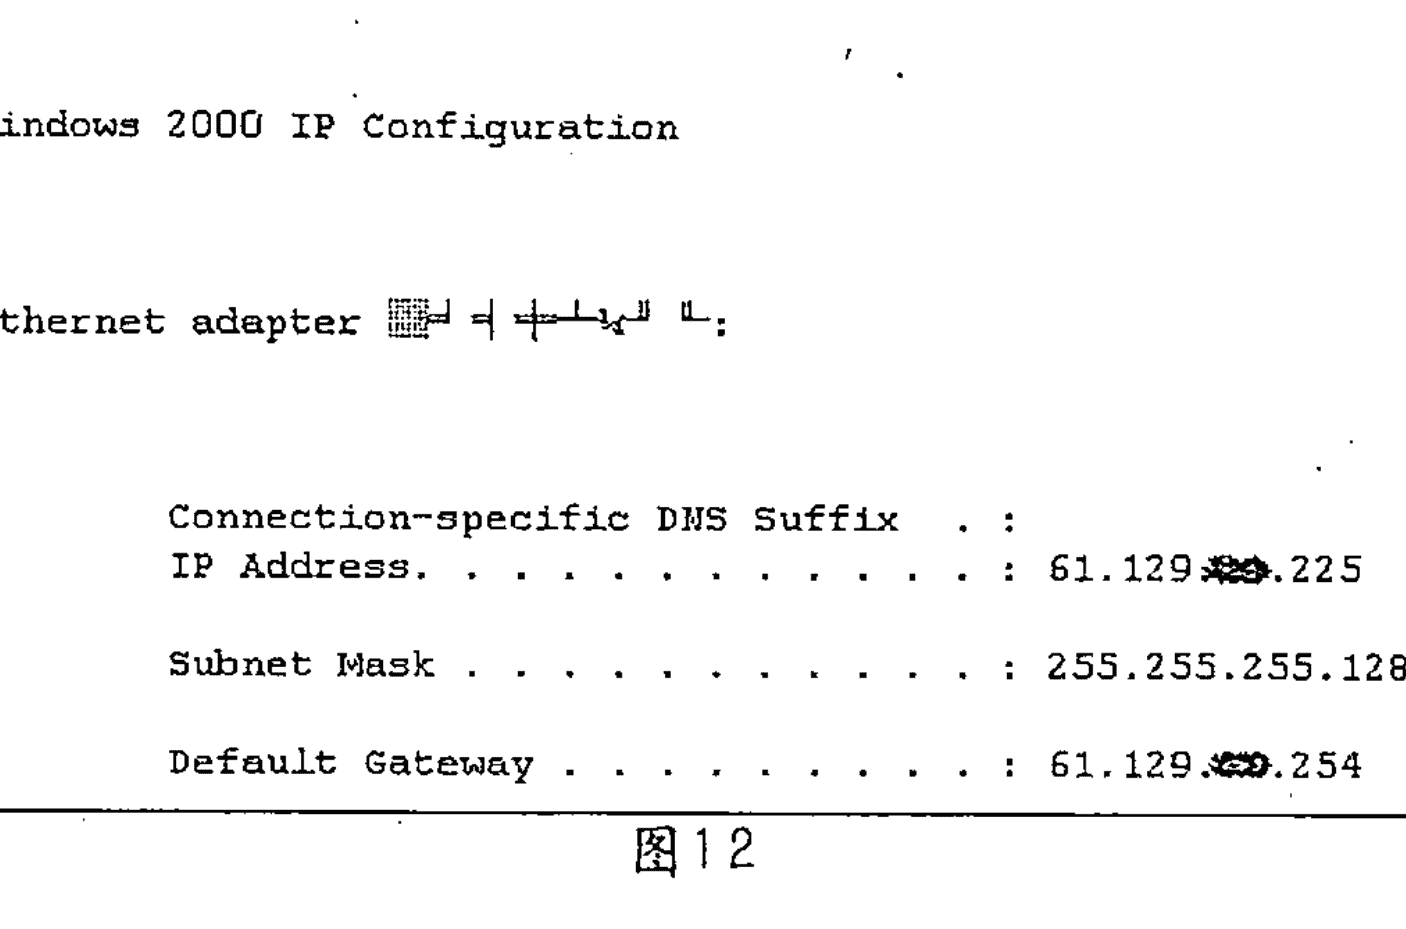 indows 2000 IP Configuration
thernet adapter :
Connection-specific DNS Suffix . :
IP Address. . . . . . . . . . . . : 61.129. .225
Subnet Mask . . . . . . . . . . . : 255.255.255.128
Default Gateway . . . . . . . . . : 61.129. .254
图12